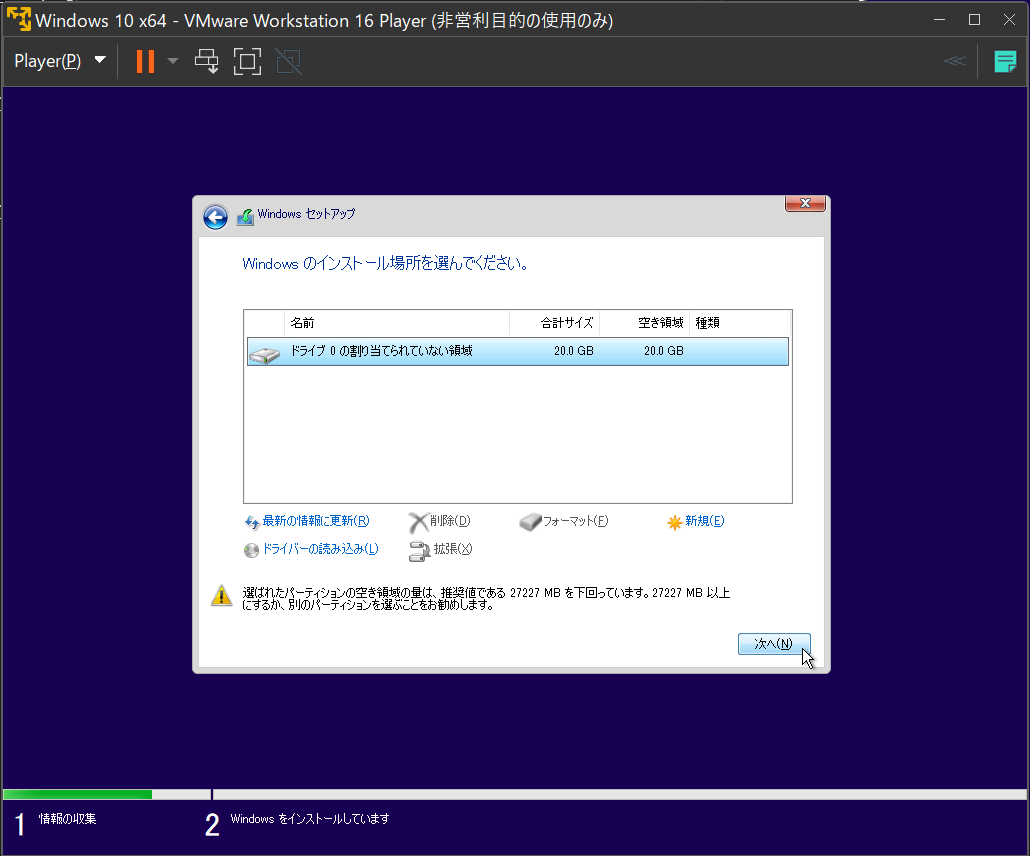 Windows 10 x64 - VMware Workstation 16 Player (非営利目的の使用のみ)
Player(P)
Windows セットアップ
Windows のインストール場所を選んでください。
名前 合計サイズ 空き領域 種類
ドライブ 0 の割り当てられていない領域 20.0 GB 20.0 GB
最新の情報に更新(R) 削除(D) フォーマット(F) 新規(E)
ドライバーの読み込み(L) 拡張(X)
選ばれたパーティションの空き領域の量は、推奨値である 27227 MB を下回っています。27227 MB 以上
にするか、別のパーティションを選ぶことをお勧めします。
次へ(N)
1 情報の収集 2 Windows をインストールしています